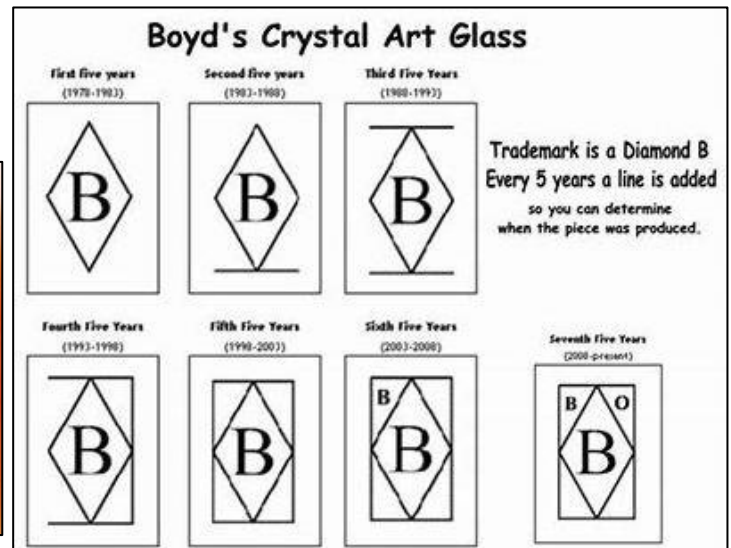 Boyd's Crystal Art Glass
First five years
(1978-1983)
B
Second five years
(1983-1988)
B
Third Five Years
(1988-1993)
B
Trademark is a Diamond B
Every 5 years a line is added
so you can determine
when the piece was produced.
Fourth Five Years
(1993-1998)
B
Fifth Five Years
(1998-2003)
B
Sixth Five Years
(2003-2008)
B
B
Seventh Five Years
(2008-present)
B O
B